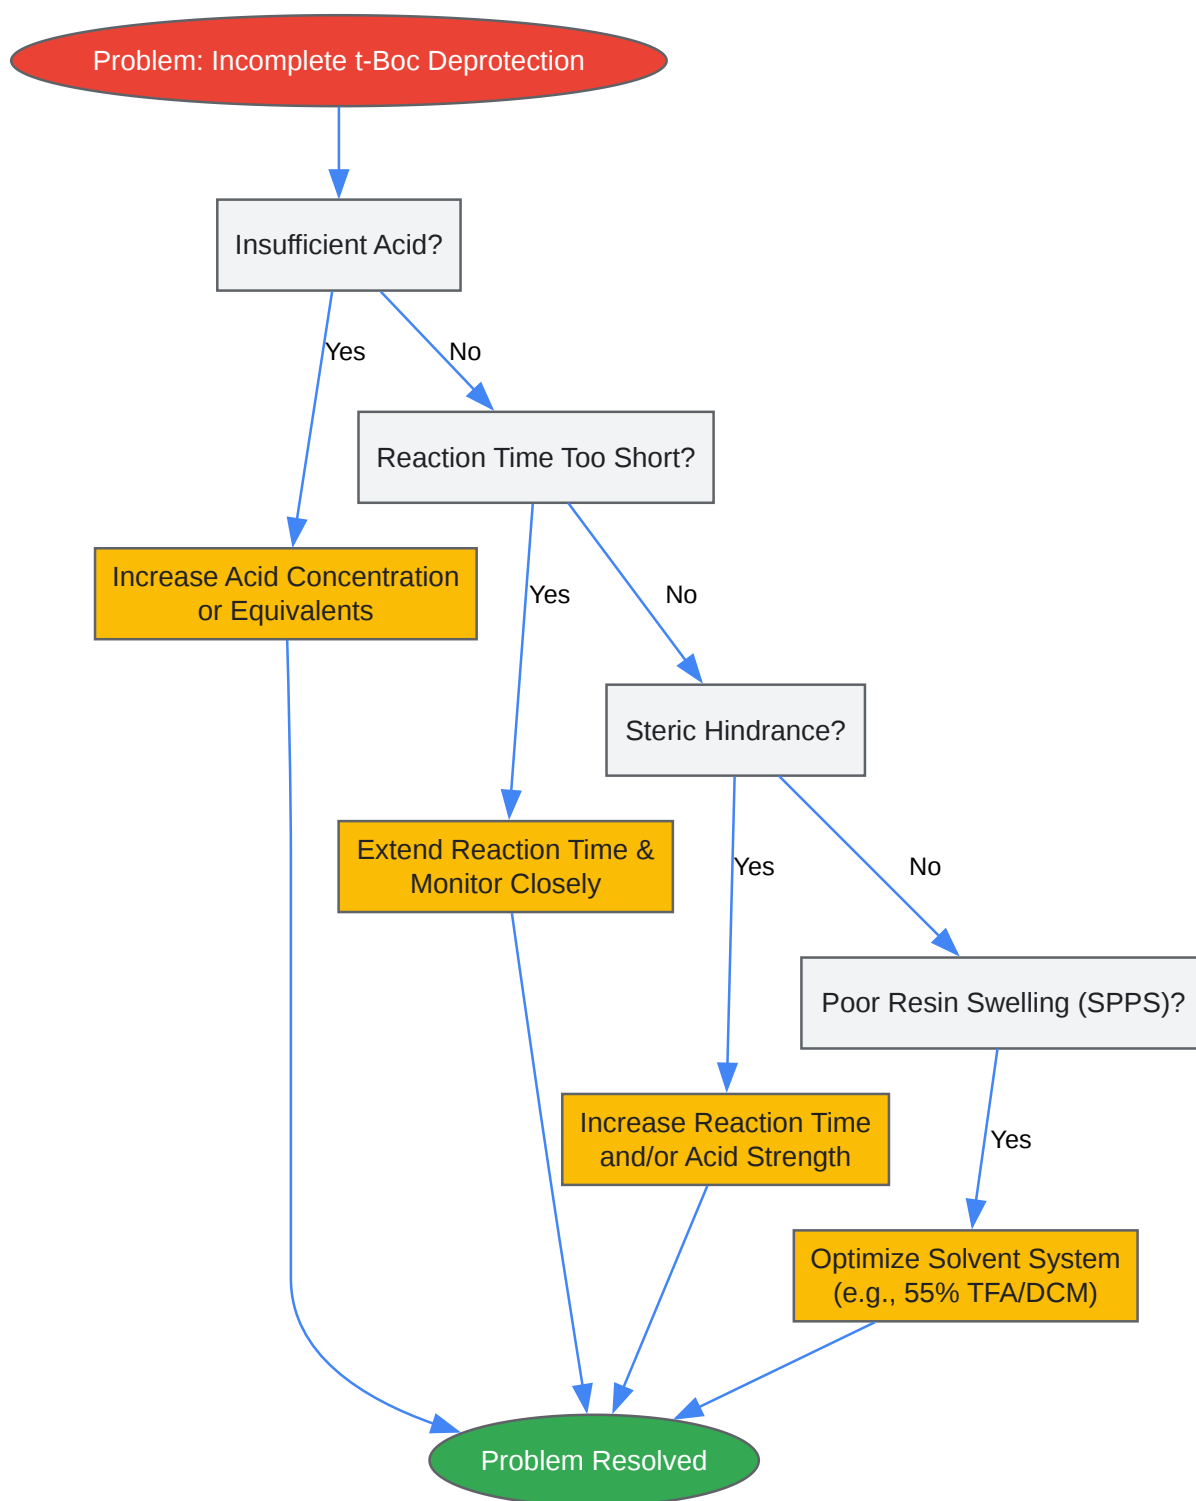 Problem: Incomplete t-Boc Deprotection
Insufficient Acid?
Yes
No
Reaction Time Too Short?
Increase Acid Concentration
or Equivalents
Yes
No
Steric Hindrance?
Extend Reaction Time &
Monitor Closely
Yes
No
Poor Resin Swelling (SPPS)?
Increase Reaction Time
and/or Acid Strength
Yes
Optimize Solvent System
(e.g., 55% TFA/DCM)
Problem Resolved